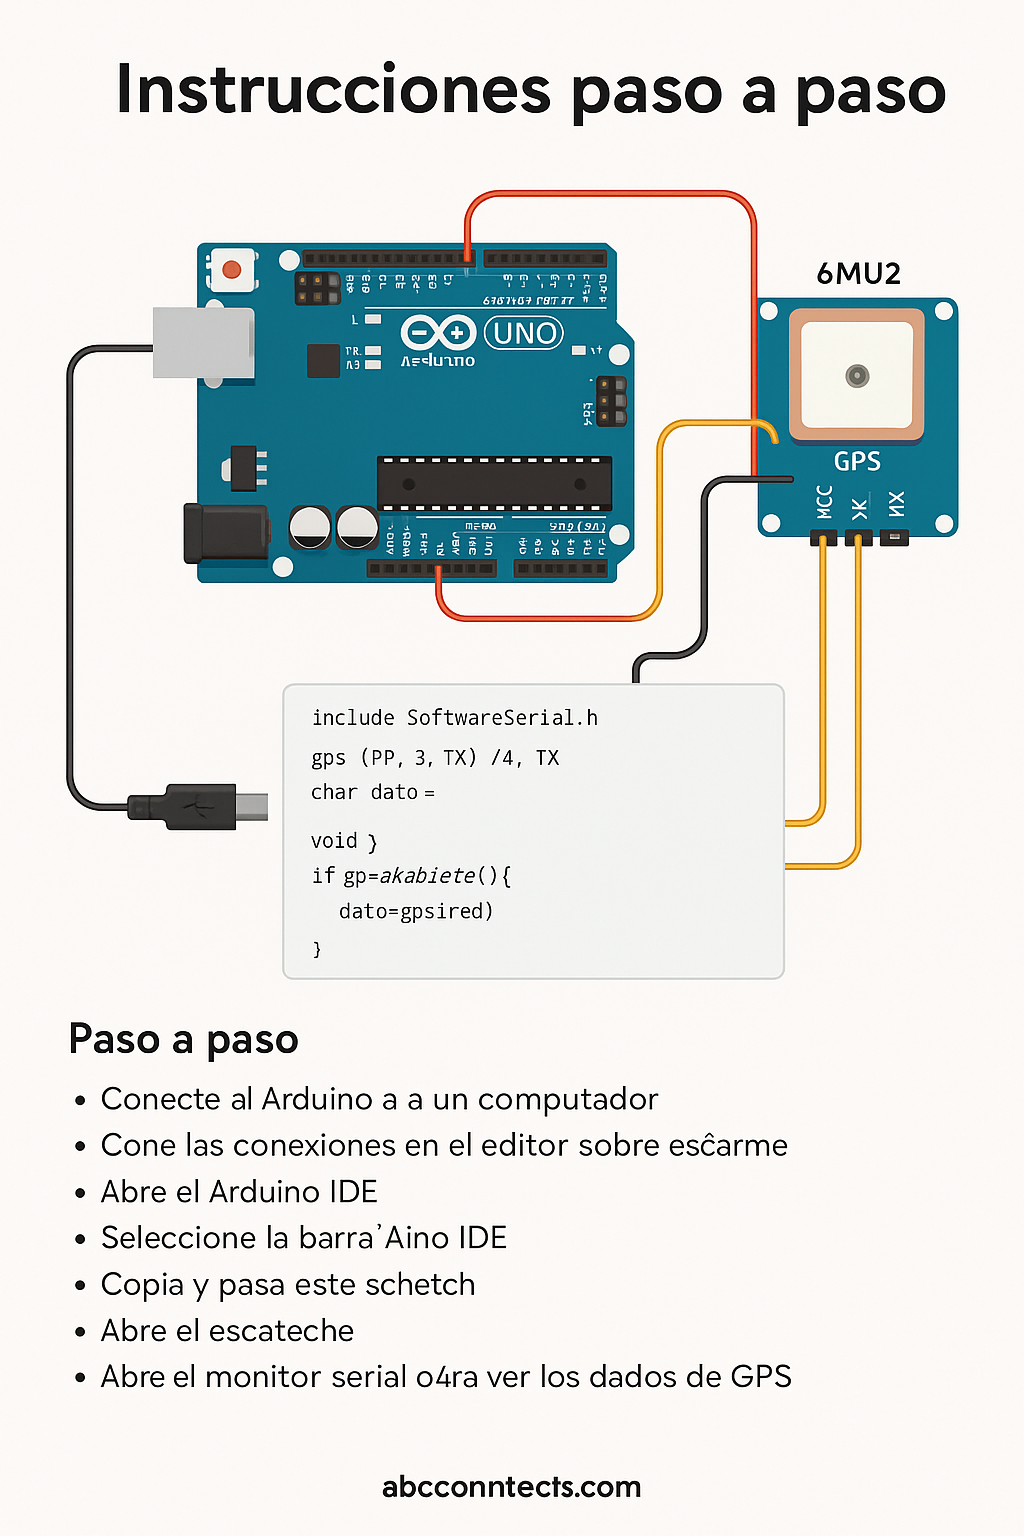 Instrucciones paso a paso
6MU2
UNO
GPS
MCC
include SoftwareSerial.h
gps (PP, 3, TX) /4, TX
char dato =
void }
if gp=akabiete(){
dato=gpsired)
}
Paso a paso
• Conecte al Arduino a a un computador
• Cone las conexiones en el editor sobre esĉarme
• Abre el Arduino IDE
• Seleccione la barra'Aino IDE
• Copia y pasa este schetch
• Abre el escateche
• Abre el monitor serial o4ra ver los dados de GPS
abcconntects.com